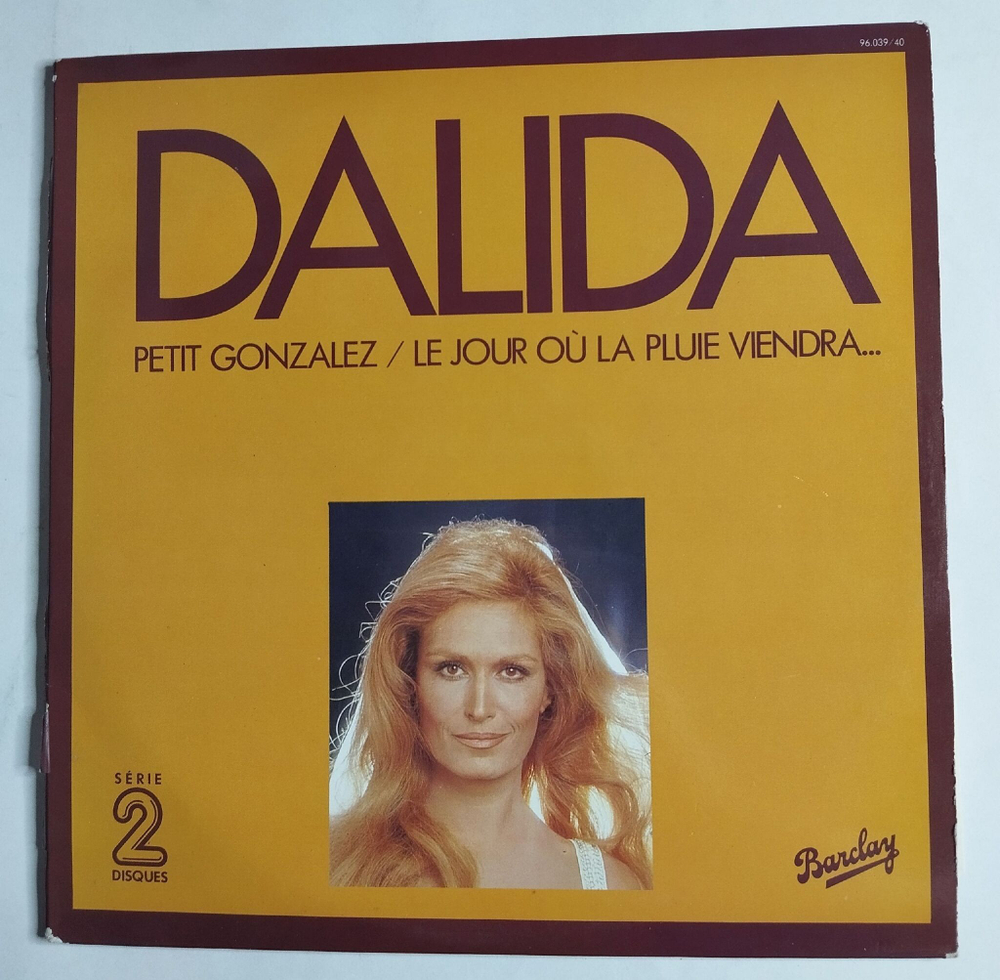 96.039/40
DALIDA
PETIT GONZALEZ / LE JOUR OÙ LA PLUIE VIENDRA...
SÉRIE
2
DISQUES
Barclay